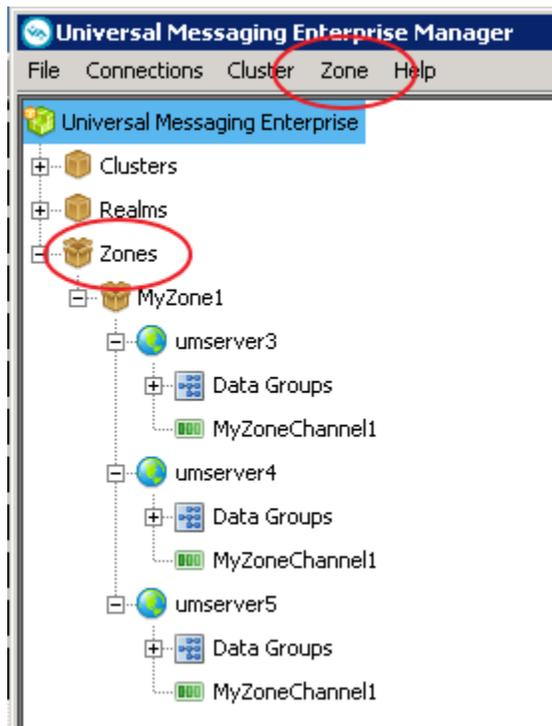 Universal Messaging Enterprise Manager
File Connections Cluster Zone Help
Universal Messaging Enterprise
Clusters
Realms
Zones
MyZone1
umserver3
Data Groups
MyZoneChannel1
umserver4
Data Groups
MyZoneChannel1
umserver5
Data Groups
MyZoneChannel1